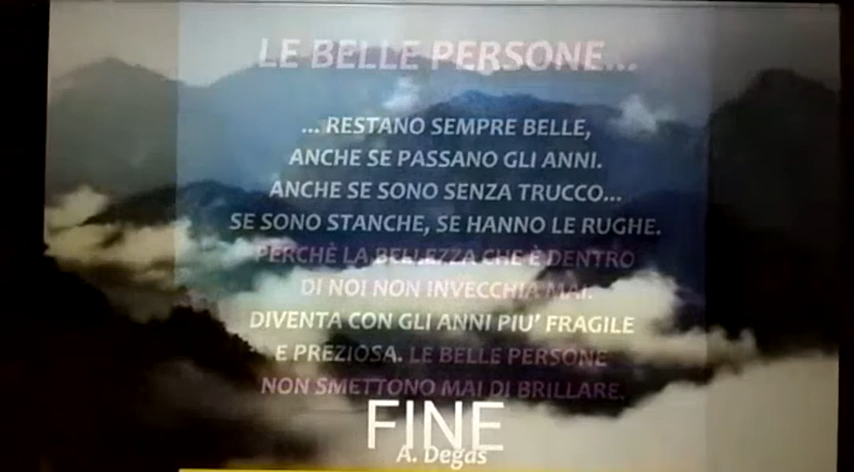 LE BELLE PERSONE...
... RESTANO SEMPRE BELLE,
ANCHE SE PASSANO GLI ANNI.
ANCHE SE SONO SENZA TRUCCO...
SE SONO STANCHE, SE HANNO LE RUGHE.
PERCHÈ LA BELLEZZA CHE È DENTRO
DI NOI NON INVECCHIA MAI.
DIVENTA CON GLI ANNI PIU' FRAGILE
E PREZIOSA. LE BELLE PERSONE
NON SMETTONO MAI DI BRILLARE.
FINE
A. Degas